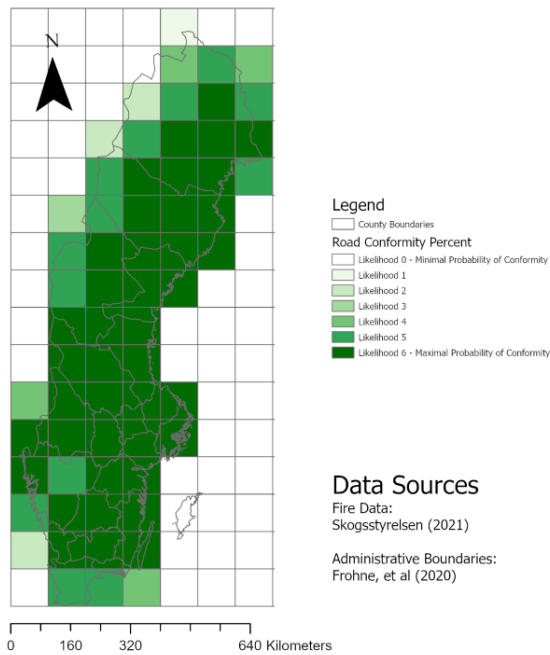 N
Legend
County Boundaries
Road Conformity Percent
Likelihood 0 - Minimal Probability of Conformity
Likelihood 1
Likelihood 2
Likelihood 3
Likelihood 4
Likelihood 5
Likelihood 6 - Maximal Probability of Conformity
Data Sources
Fire Data:
Skogsstyrelsen (2021)
Administrative Boundaries:
Frohne, et al (2020)
0 160 320 640 Kilometers